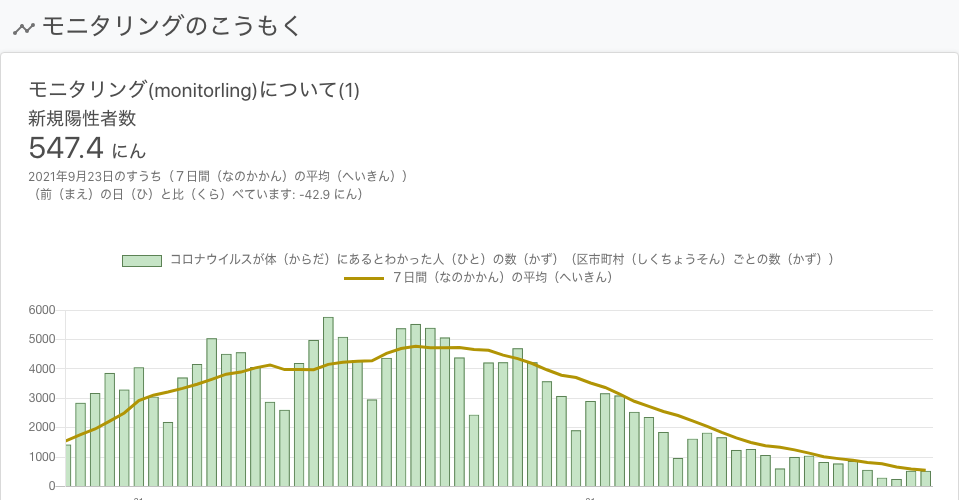 モニタリングのこうもく
モニタリング(monitorling)について(1)
新規陽性者数
547.4 にん
2021年9月23日のすうち（７日間（なのかかん）の平均（へいきん））
（前（まえ）の日（ひ）と比（くら）べています: -42.9 にん）
コロナウイルスが体（からだ）にあるとわかった人（ひと）の数（かず）（区市町村（しくちょうそん）ごとの数（かず））
７日間（なのかかん）の平均（へいきん）
6000
5000
4000
3000
2000
1000
0